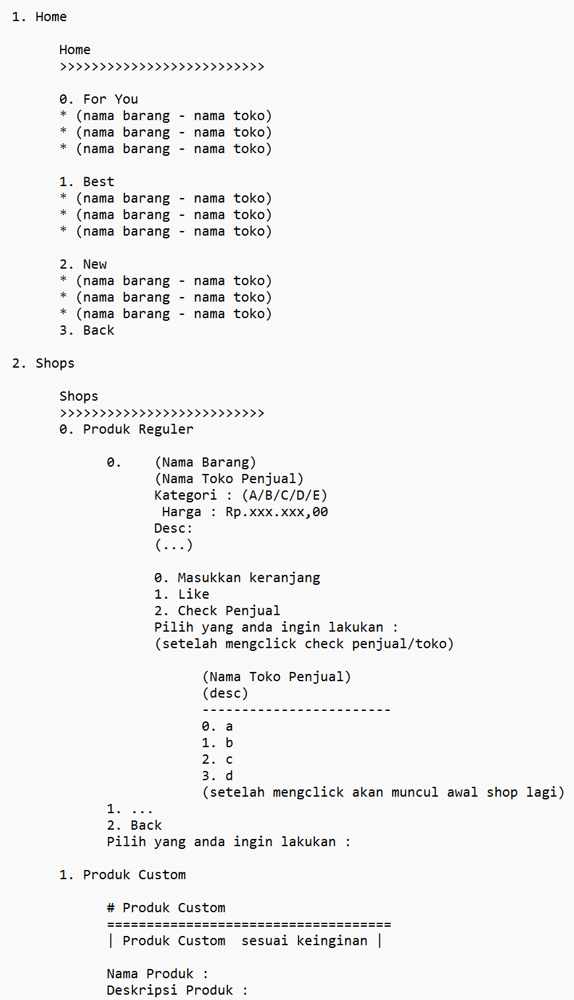 1. Home
Home
>>>>>>>>>>>>>>>>>>>>>>>>>>
0. For You
* (nama barang - nama toko)
* (nama barang - nama toko)
* (nama barang - nama toko)
1. Best
* (nama barang - nama toko)
* (nama barang - nama toko)
* (nama barang - nama toko)
2. New
* (nama barang - nama toko)
* (nama barang - nama toko)
* (nama barang - nama toko)
3. Back
2. Shops
Shops
>>>>>>>>>>>>>>>>>>>>>>>>>>
0. Produk Reguler
0. (Nama Barang)
(Nama Toko Penjual)
Kategori : (A/B/C/D/E)
Harga : Rp.xxx.xxx,00
Desc:
(...)
0. Masukkan keranjang
1. Like
2. Check Penjual
Pilih yang anda ingin lakukan :
(setelah mengclick check penjual/toko)
(Nama Toko Penjual)
(desc)
------------------------
0. a
1. b
2. c
3. d
(setelah mengclick akan muncul awal shop lagi)
1. ...
2. Back
Pilih yang anda ingin lakukan :
1. Produk Custom
# Produk Custom
====================================
| Produk Custom  sesuai keinginan |
Nama Produk :
Deskripsi Produk :